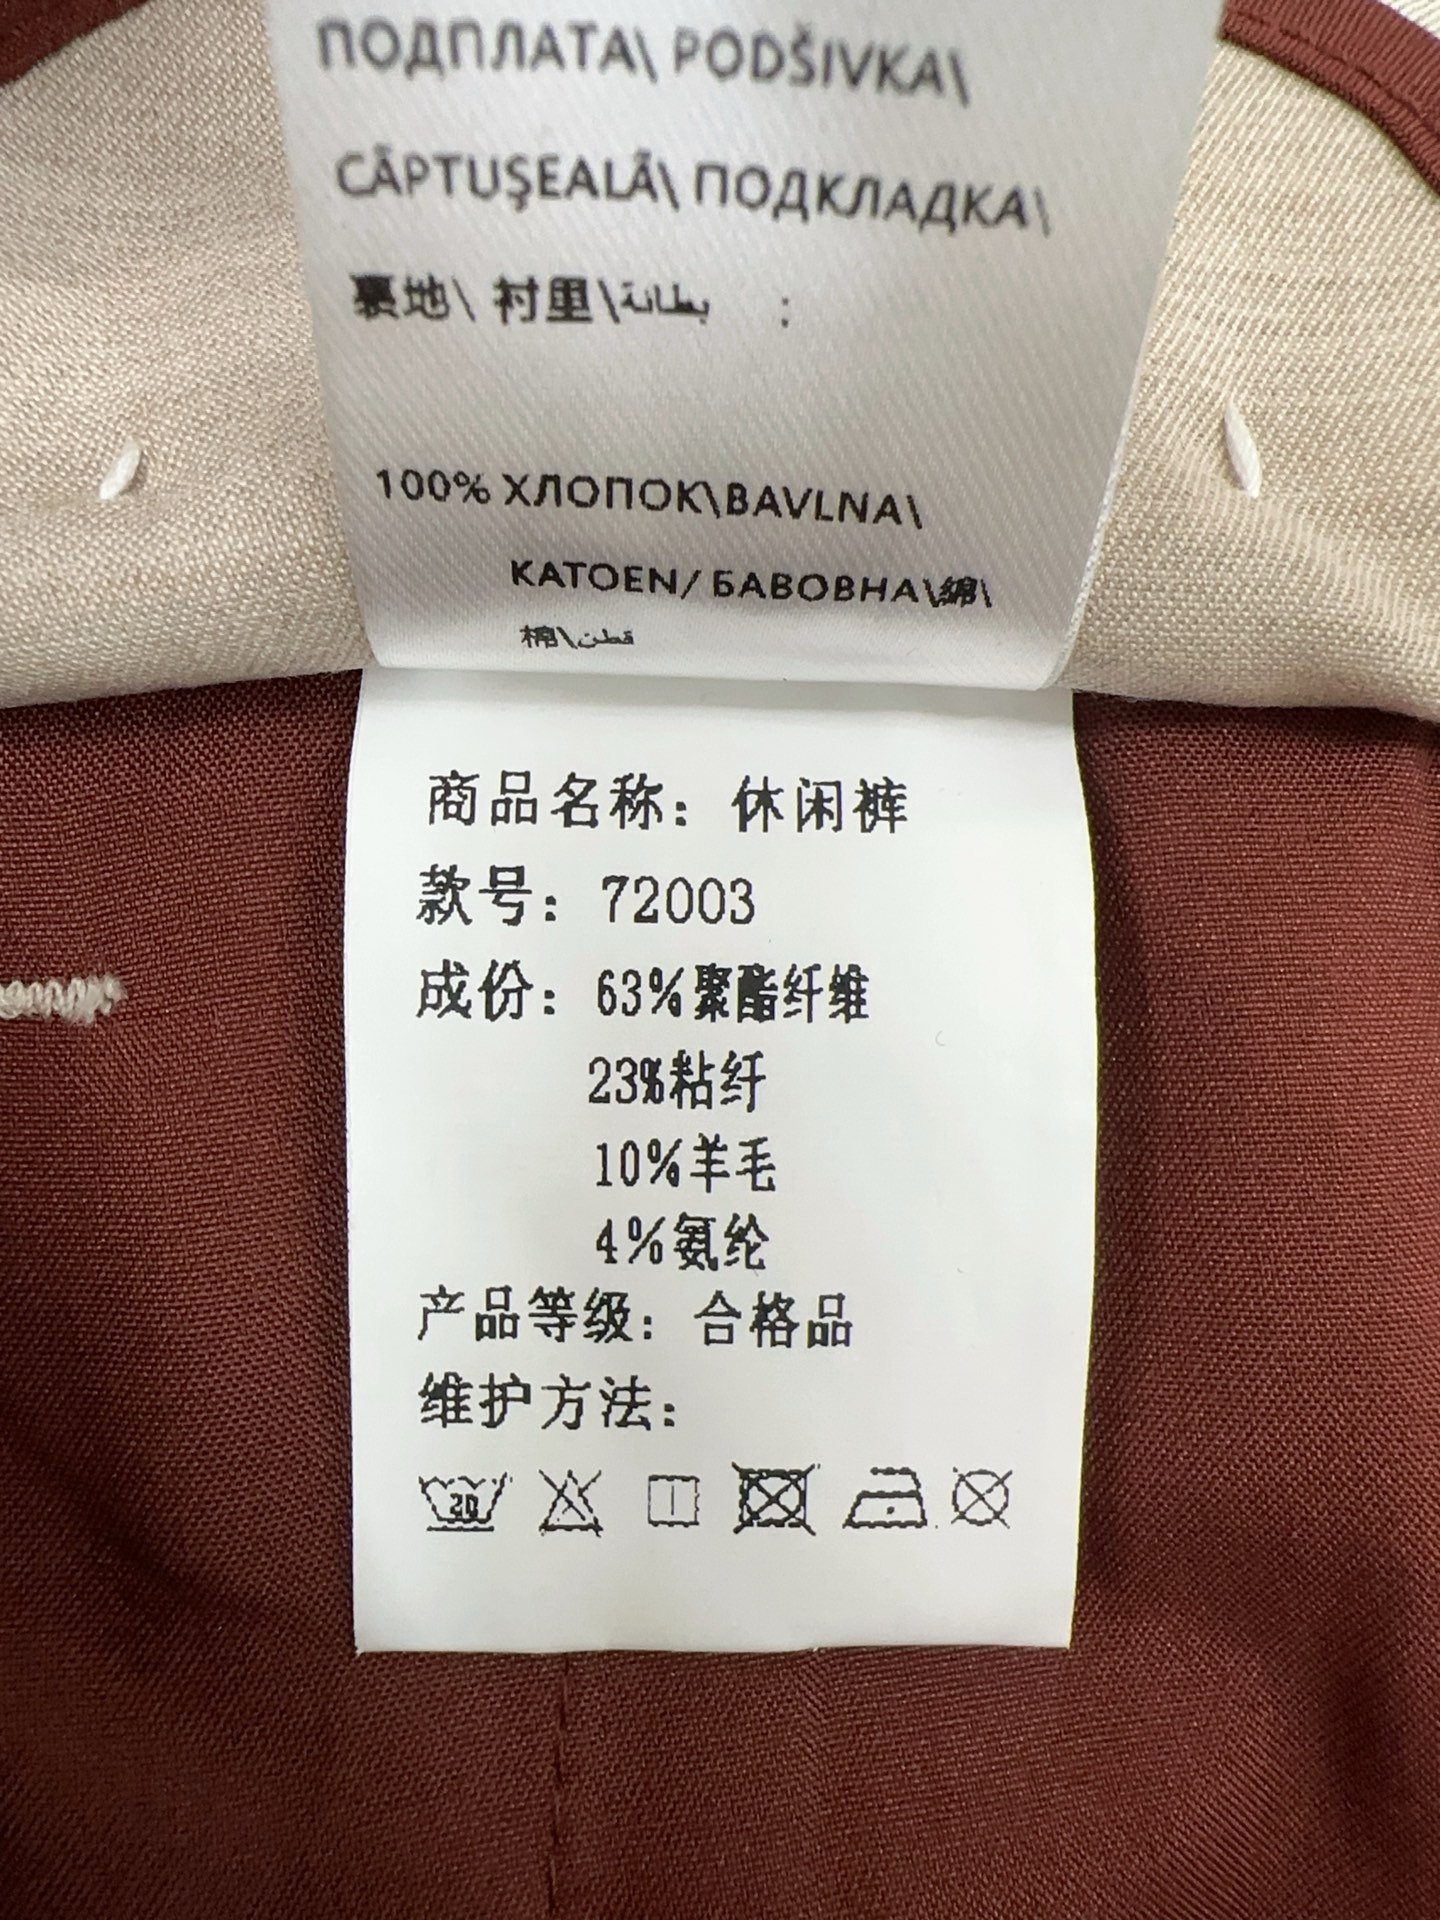 ПОДПЛАТА\ PODŠIVKA\
CĂPTUŞEALĂ\ ПОДКЛАДКА\
裏地\ 衬里\بطانة :
100% ХЛОПОК\BAVLNA\
KATOEN/ БАВОВНА\綿\
棉\قطن
商品名称: 休闲裤
款号: 72003
成份: 63%聚酯纤维
23%粘纤
10%羊毛
4%氨纶
产品等级: 合格品
维护方法:
20